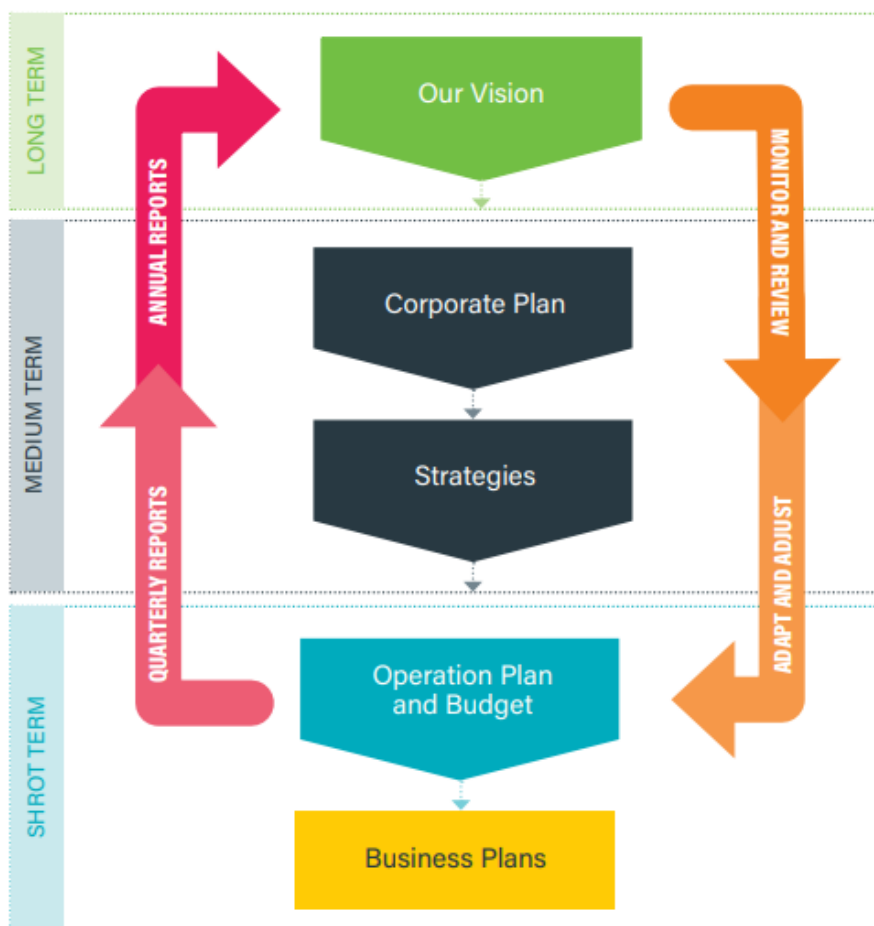 LONG TERM
Our Vision
ANNUAL REPORTS
MONITOR AND REVIEW
MEDIUM TERM
Corporate Plan
Strategies
QUARTERLY REPORTS
ADAPT AND ADJUST
SHROT TERM
Operation Plan
and Budget
Business Plans